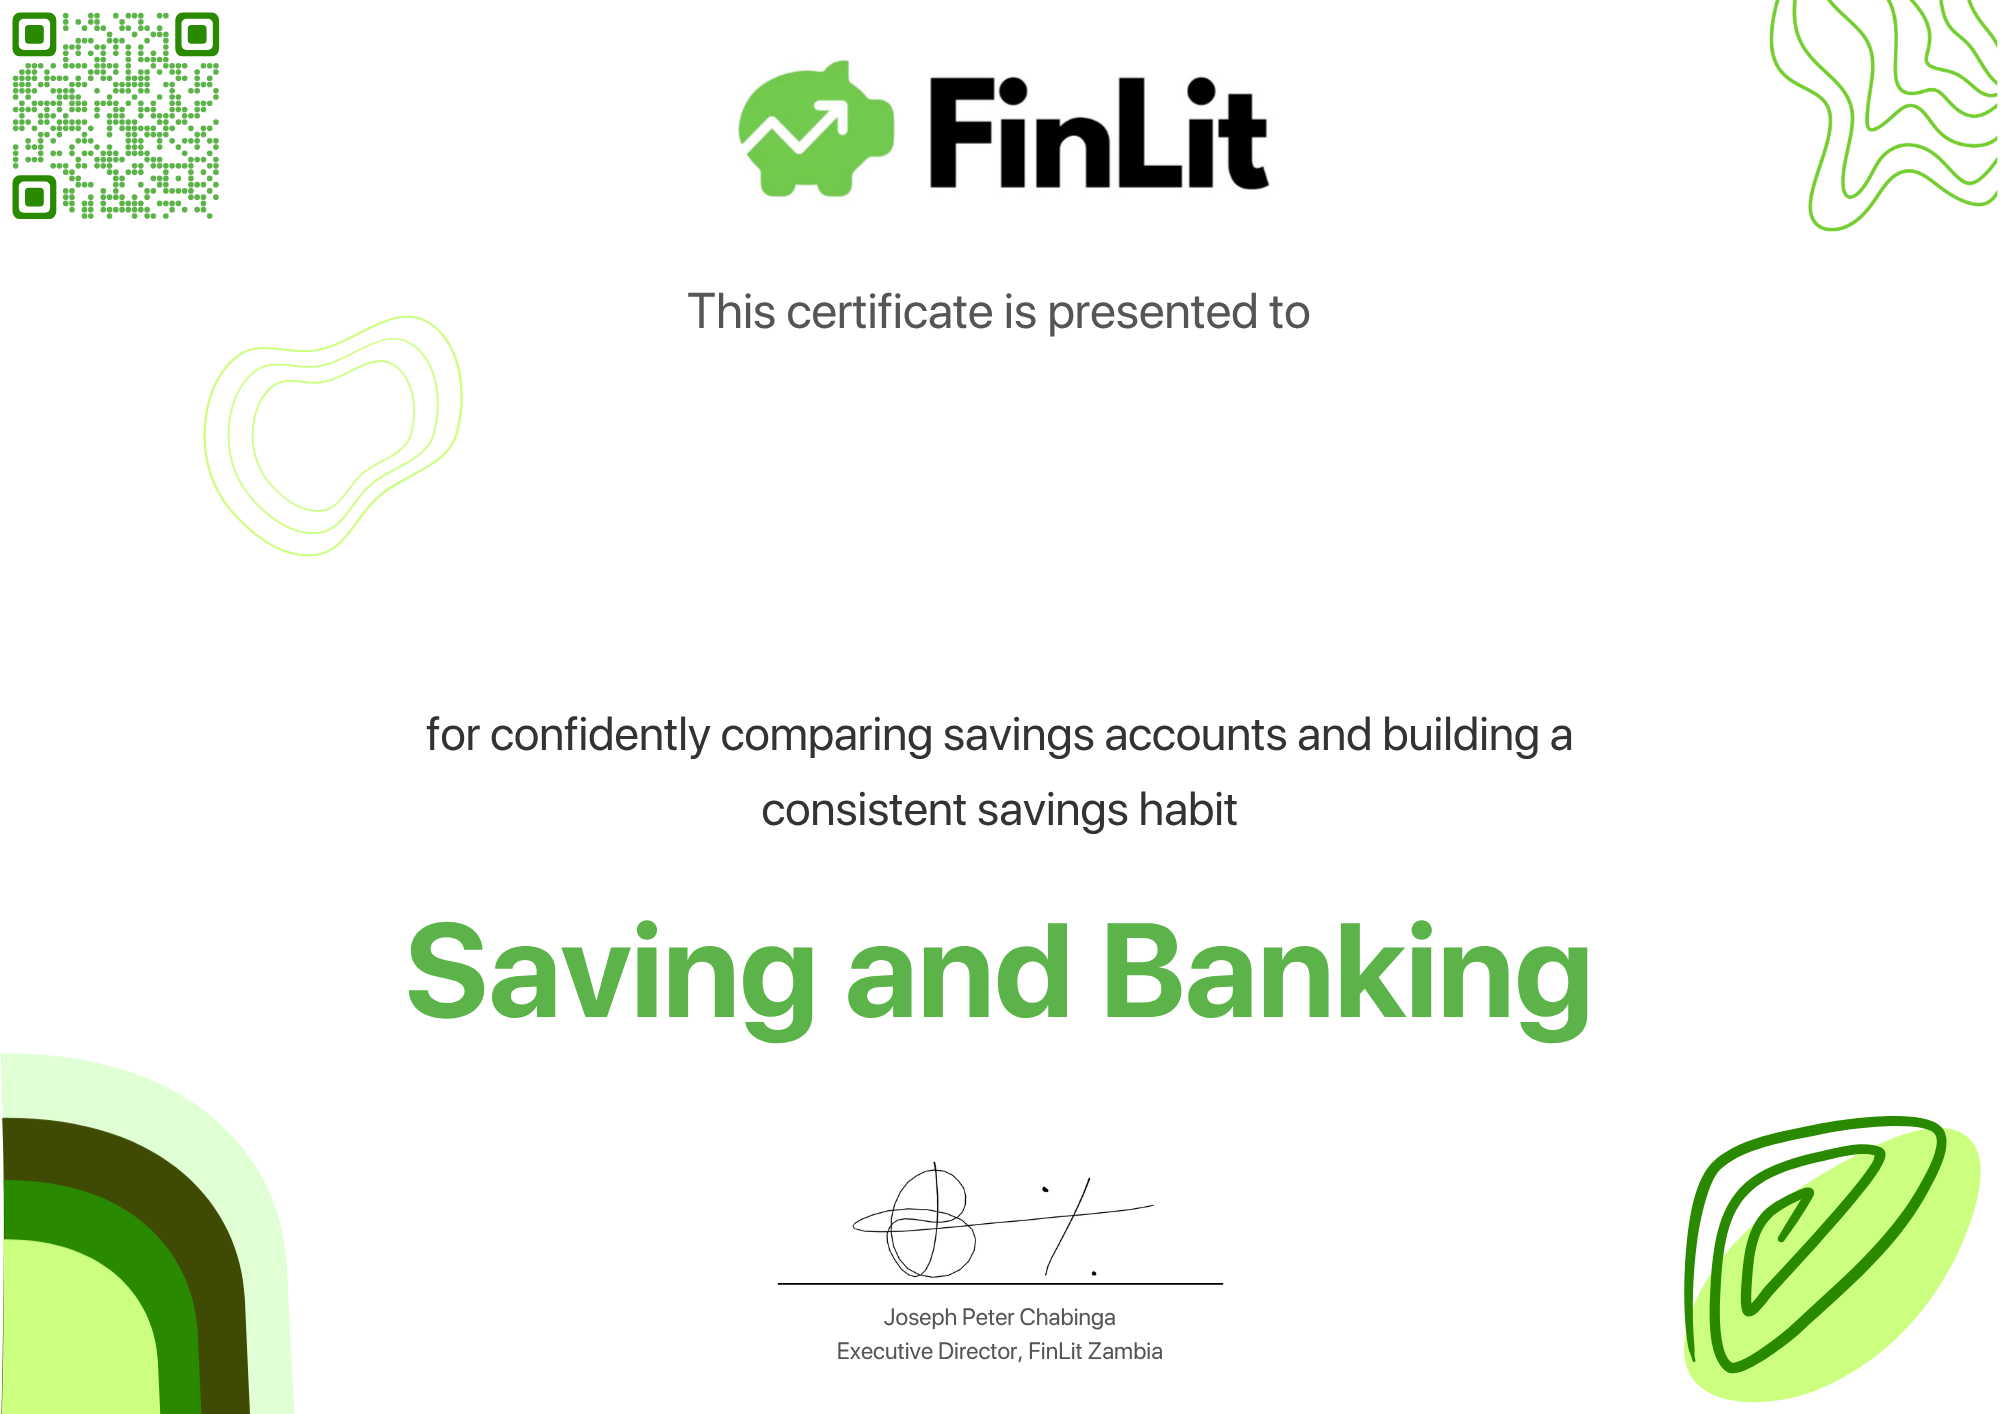 FinLit
This certificate is presented to
for confidently comparing savings accounts and building a
consistent savings habit
Saving and Banking
Joseph Peter Chabinga
Executive Director, FinLit Zambia